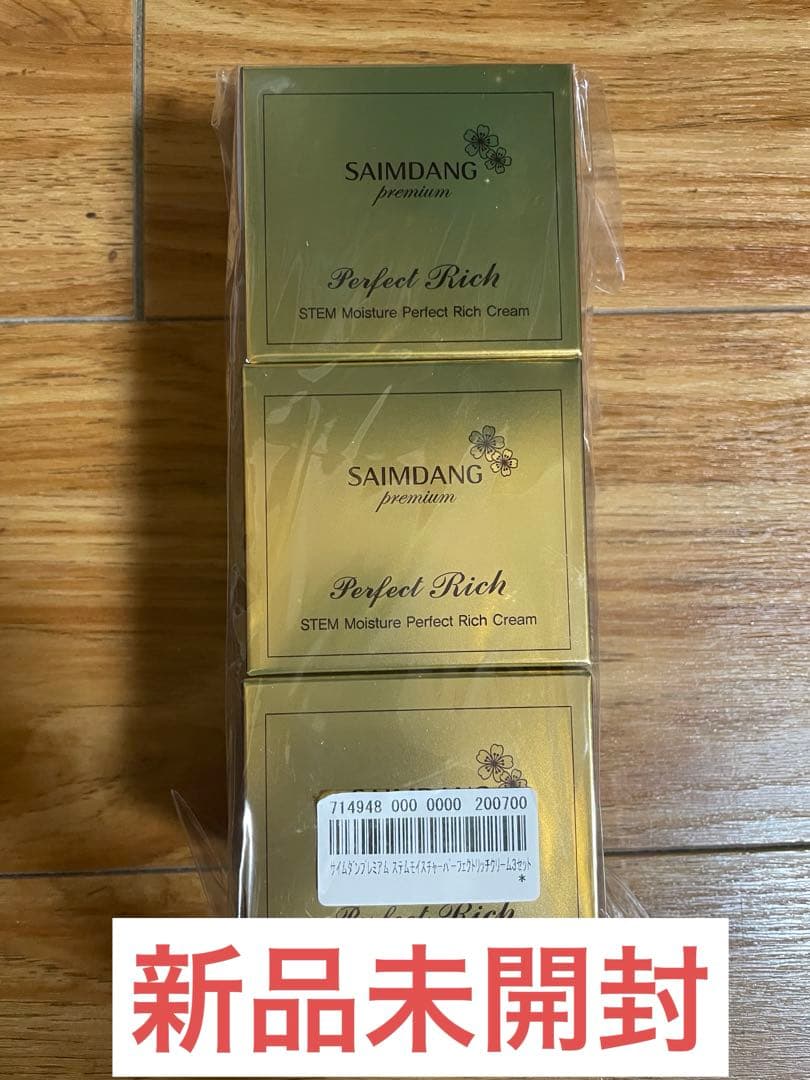 SAIMDANG
premium
Perfect Rich
STEM Moisture Perfect Rich Cream
SAIMDANG
premium
Perfect Rich
STEM Moisture Perfect Rich Cream
714948 000 0000 200700
サイムダンプレミアム ステムモイスチャーパーフェクトリッチクリーム3セット
*
Perfect Rich
新品未開封